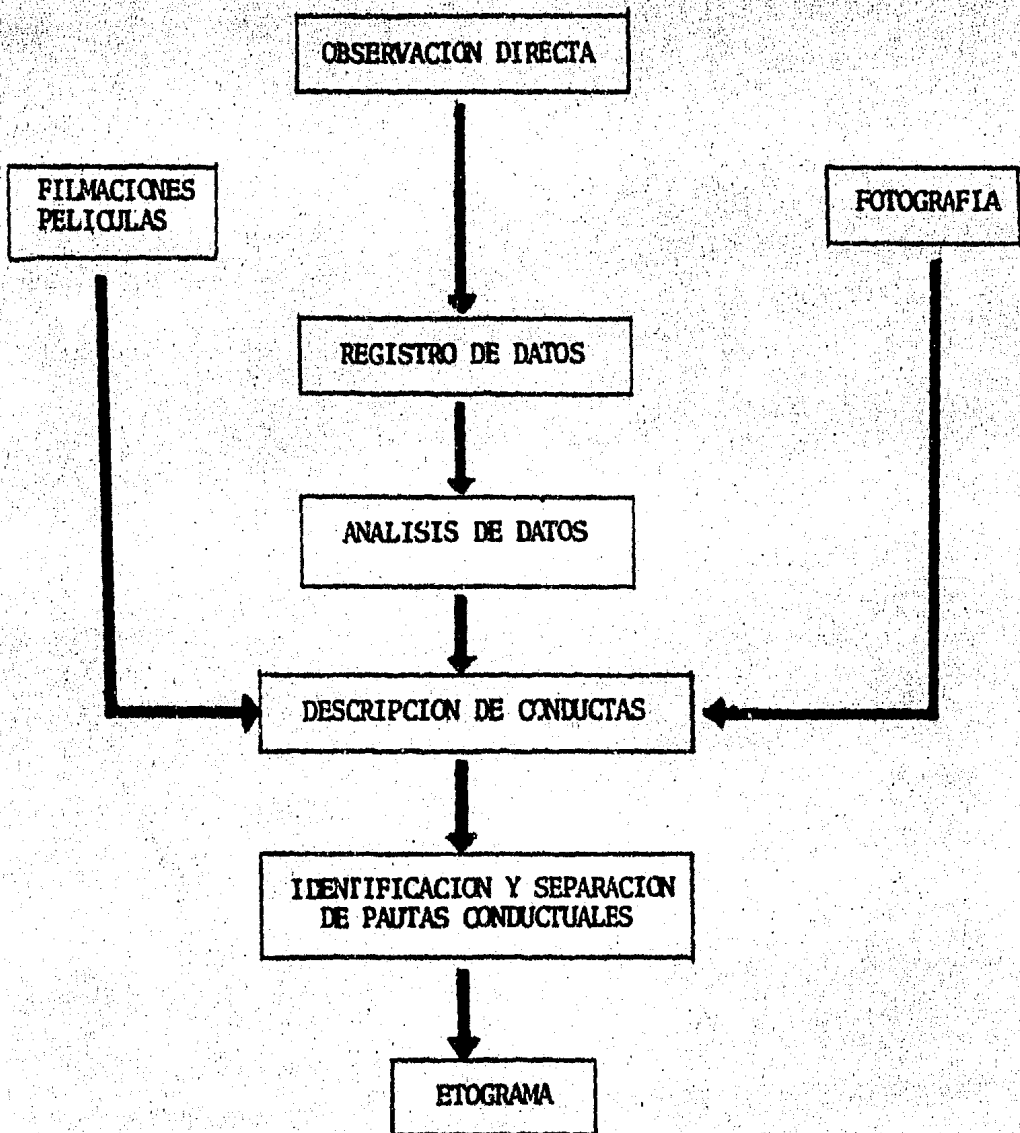 OBSERVACION DIRECTA
FILMACIONES
PELICULAS
FOTOGRAFIA
REGISTRO DE DATOS
ANALISIS DE DATOS
DESCRIPCION DE CONDUCTAS
IDENTIFICACION Y SEPARACION
DE PAUTAS CONDUCTUALES
ETOGRAMA